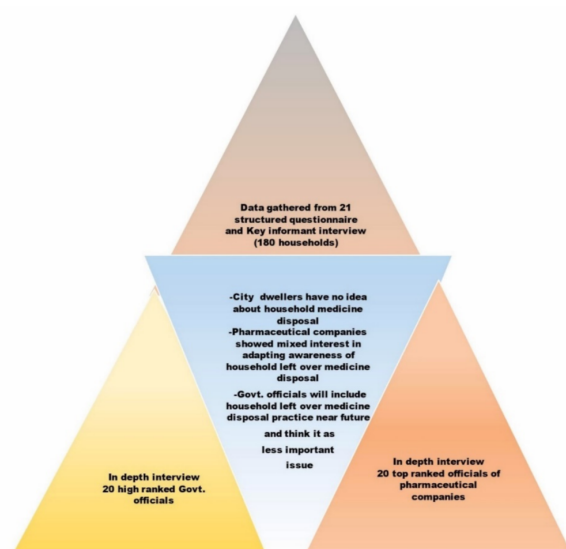 Data gathered from 21
structured questionnaire
and Key informant interview
(180 households)
-City dwellers have no idea
about household medicine
disposal
-Pharmaceutical companies
showed mixed interest in
adapting awareness of
household left over medicine
disposal
-Govt. officials will include
household left over medicine
disposal practice near future
and think it as
less important
issue
In depth interview
20 high ranked Govt.
officials
In depth interview
20 top ranked officials of
pharmaceutical
companies